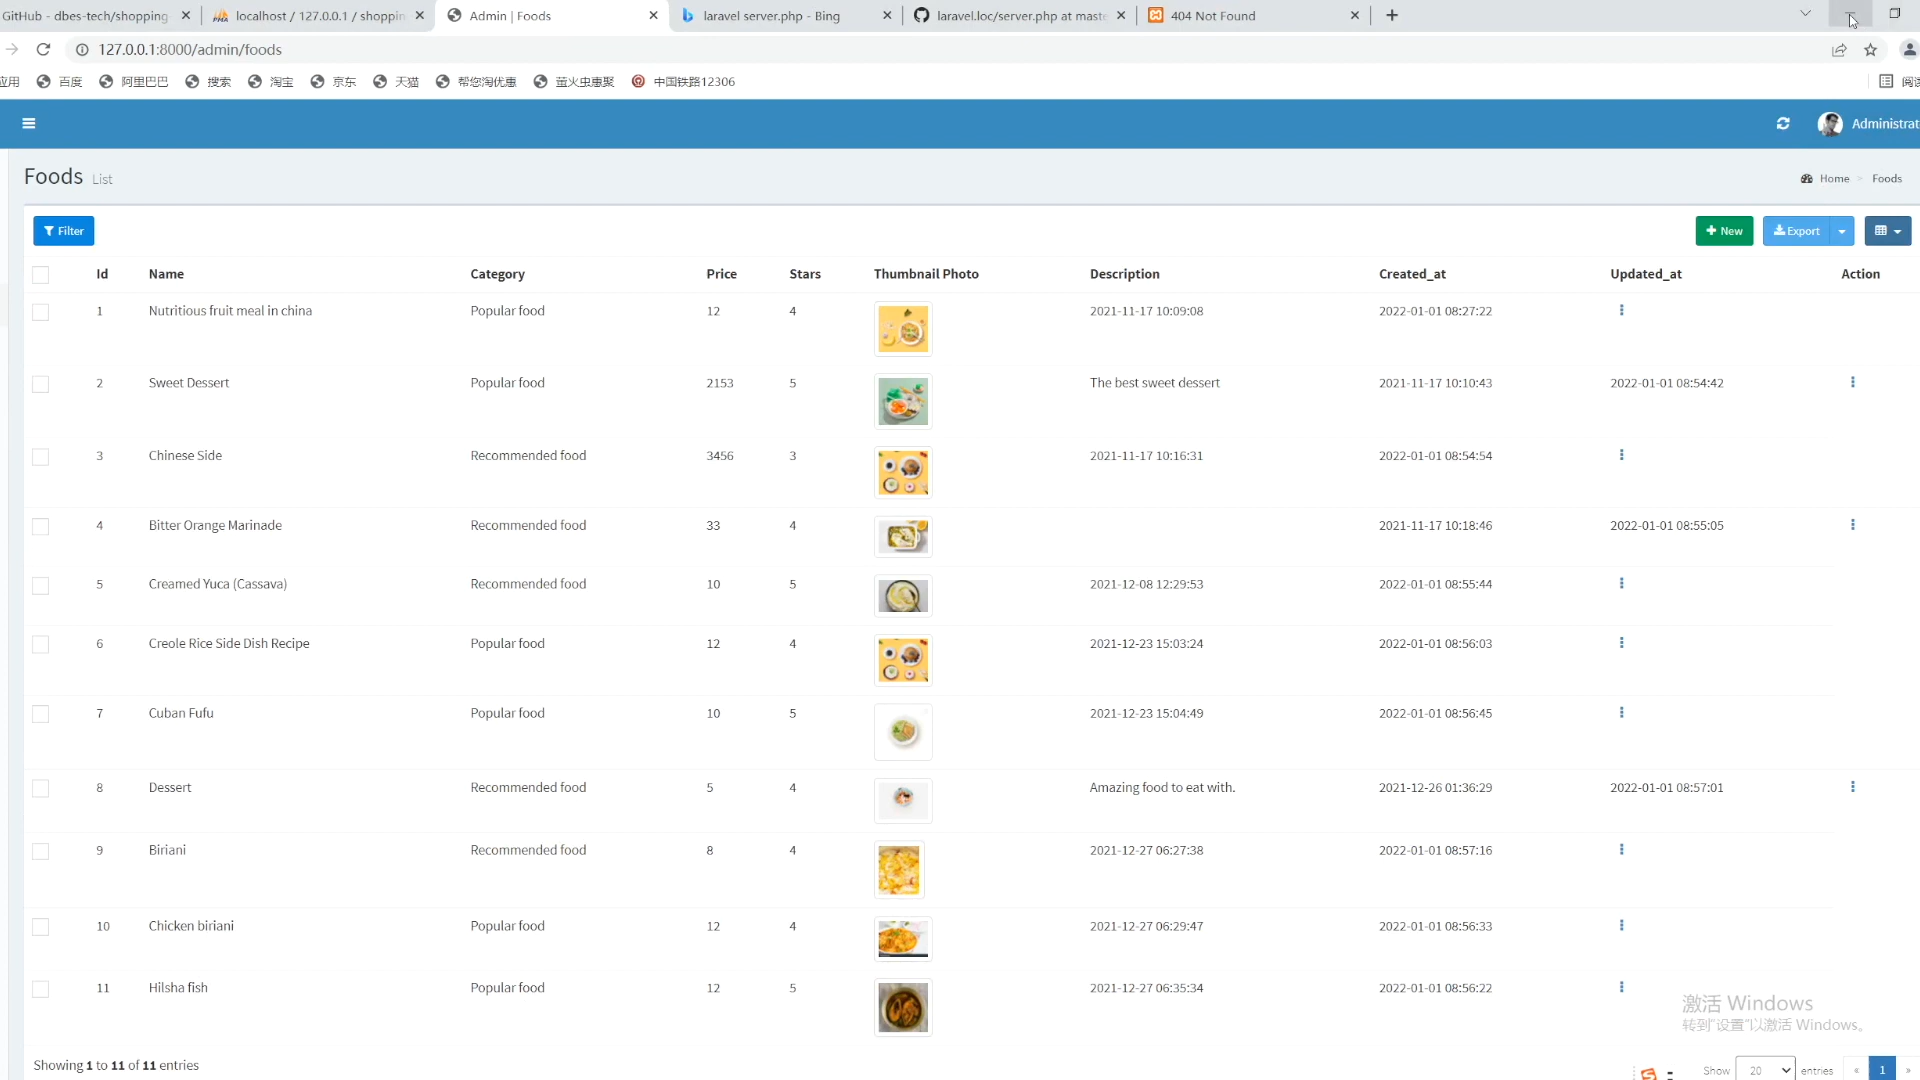 GitHub - dbes-tech/shopping
localhost / 127.0.0.1 / shoppin
Admin | Foods
laravel server.php - Bing
laravel.loc/server.php at maste
404 Not Found
127.0.0.1:8000/admin/foods
应用 百度 阿里巴巴 搜索 淘宝 京东 天猫 帮您淘优惠 萤火虫惠聚 中国铁路12306
Administrat
Foods List
Home > Foods
Filter
New Export
Id Name Category Price Stars Thumbnail Photo Description Created_at Updated_at Action
1 Nutritious fruit meal in china Popular food 12 4 2021-11-17 10:09:08 2022-01-01 08:27:22
2 Sweet Dessert Popular food 2153 5 The best sweet dessert 2021-11-17 10:10:43 2022-01-01 08:54:42
3 Chinese Side Recommended food 3456 3 2021-11-17 10:16:31 2022-01-01 08:54:54
4 Bitter Orange Marinade Recommended food 33 4 2021-11-17 10:18:46 2022-01-01 08:55:05
5 Creamed Yuca (Cassava) Recommended food 10 5 2021-12-08 12:29:53 2022-01-01 08:55:44
6 Creole Rice Side Dish Recipe Popular food 12 4 2021-12-23 15:03:24 2022-01-01 08:56:03
7 Cuban Fufu Popular food 10 5 2021-12-23 15:04:49 2022-01-01 08:56:45
8 Dessert Recommended food 5 4 Amazing food to eat with. 2021-12-26 01:36:29 2022-01-01 08:57:01
9 Biriani Recommended food 8 4 2021-12-27 06:27:38 2022-01-01 08:57:16
10 Chicken biriani Popular food 12 4 2021-12-27 06:29:47 2022-01-01 08:56:33
11 Hilsha fish Popular food 12 5 2021-12-27 06:35:34 2022-01-01 08:56:22
激活 Windows
转到"设置"以激活 Windows。
Showing 1 to 11 of 11 entries
Show 20 entries « 1 »